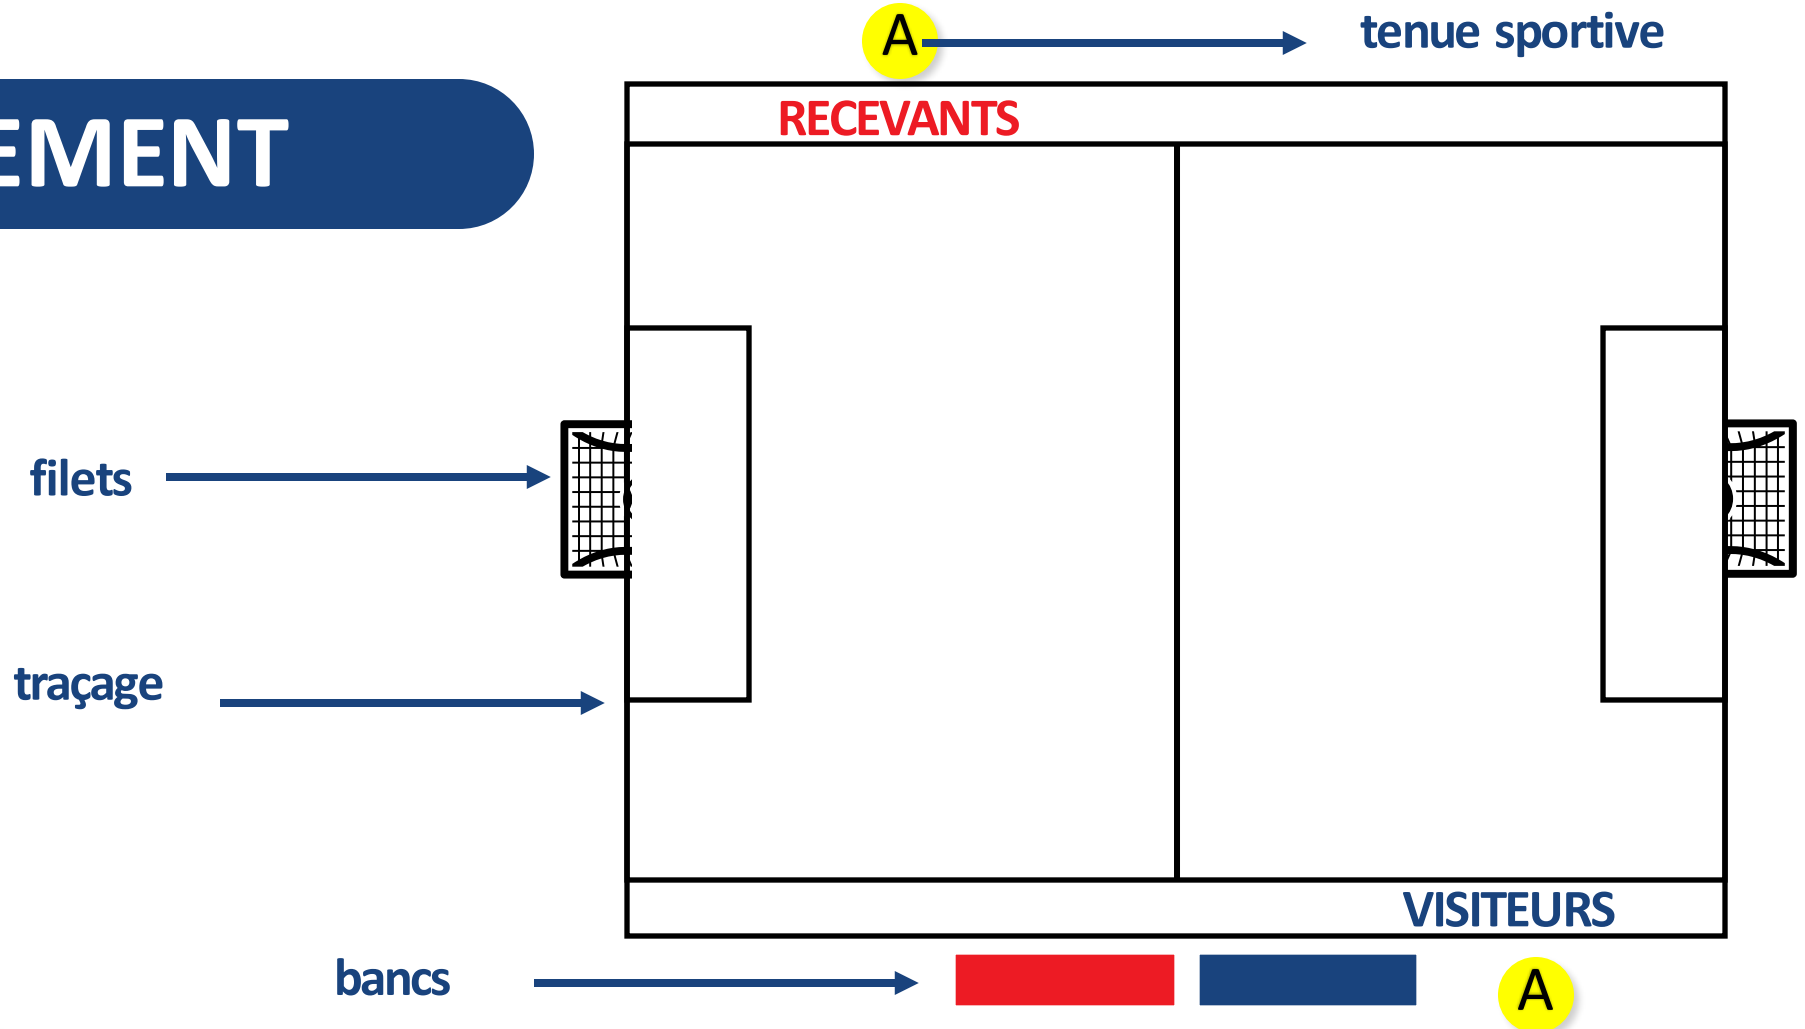 A
tenue sportive
RECEVANTS
EMENT
filets
traçage
VISITEURS
bancs
A